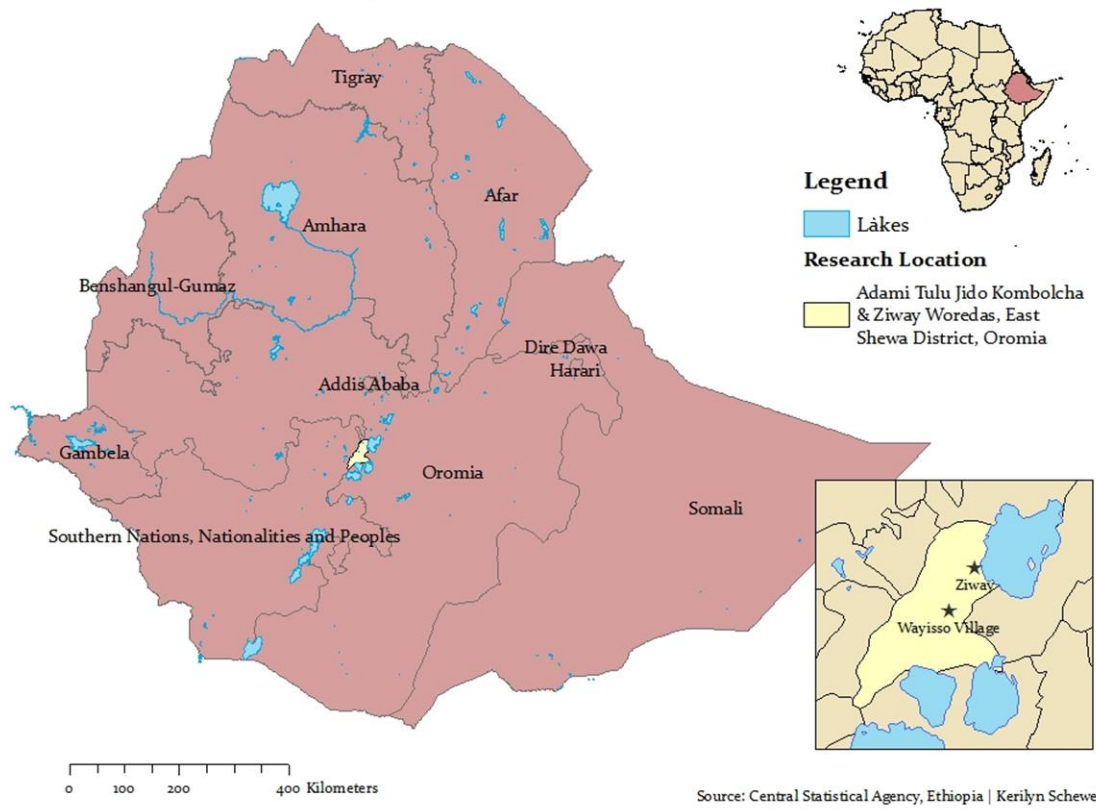 Tigray
Afar
Amhara
Benshangul-Gumaz
Dire Dawa
Harari
Addis Ababa
Gambela
Oromia
Somali
Southern Nations, Nationalities and Peoples
Legend
Lakes
Research Location
Adami Tulu Jido Kombolcha
& Ziway Woredas, East
Shewa District, Oromia
Ziway
Wayisso Village
0 100 200 400 Kilometers
Source: Central Statistical Agency, Ethiopia | Kerilyn Schewe